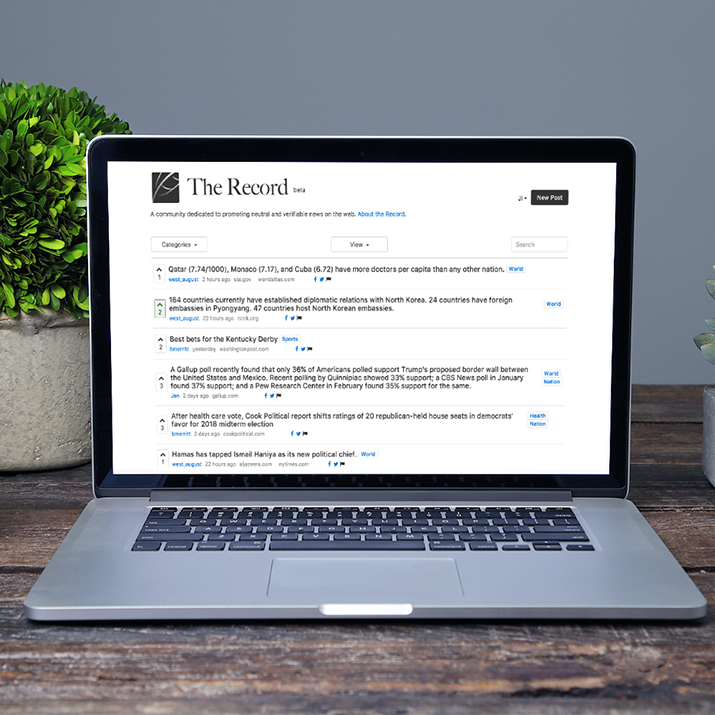 The Record beta
New Post
A community dedicated to promoting neutral and verifiable news on the web. About the Record.
Categories
View
Search
Qatar (7.74/1000), Monaco (7.17), and Cuba (6.72) have more doctors per capita than any other nation. World
1
west_august 2 hours ago cia.gov worldatlas.com
164 countries currently have established diplomatic relations with North Korea. 24 countries have foreign
embassies in Pyongyang. 47 countries host North Korean embassies.
World
2
west_august 22 hours ago ncnk.org
Best bets for the Kentucky Derby Sports
2
bmerritt yesterday washingtonpost.com
A Gallup poll recently found that only 36% of Americans polled support Trump's proposed border wall between
the United States and Mexico. Recent polling by Quinnipiac showed 33% support; a CBS News poll in January
found 37% support; and a Pew Research Center in February found 35% support for the same.
World
Nation
3
Jen 2 days ago gallup.com
After health care vote, Cook Political report shifts ratings of 20 republican-held house seats in democrats'
favor for 2018 midterm election
Health
Nation
3
bmerritt 2 days ago cookpolitical.com
Hamas has tapped Ismail Haniya as its new political chief. World
1
west_august 22 hours ago aljazeera.com nytimes.com